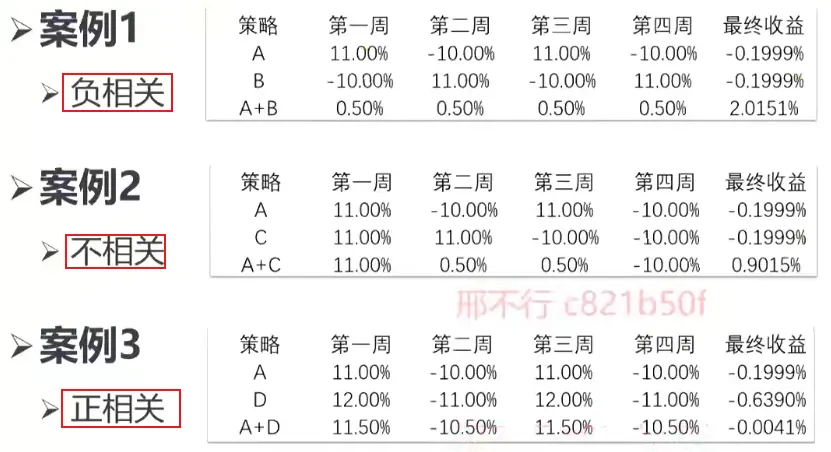 案例1
负相关
策略 第一周 第二周 第三周 第四周 最终收益
A 11.00% -10.00% 11.00% -10.00% -0.1999%
B -10.00% 11.00% -10.00% 11.00% -0.1999%
A+B 0.50% 0.50% 0.50% 0.50% 2.0151%
案例2
不相关
策略 第一周 第二周 第三周 第四周 最终收益
A 11.00% -10.00% 11.00% -10.00% -0.1999%
C 11.00% 11.00% -10.00% -10.00% -0.1999%
A+C 11.00% 0.50% 0.50% -10.00% 0.9015%
邢不行 c821b50f
案例3
正相关
策略 第一周 第二周 第三周 第四周 最终收益
A 11.00% -10.00% 11.00% -10.00% -0.1999%
D 12.00% -11.00% 12.00% -11.00% -0.6390%
A+D 11.50% -10.50% 11.50% -10.50% -0.0041%